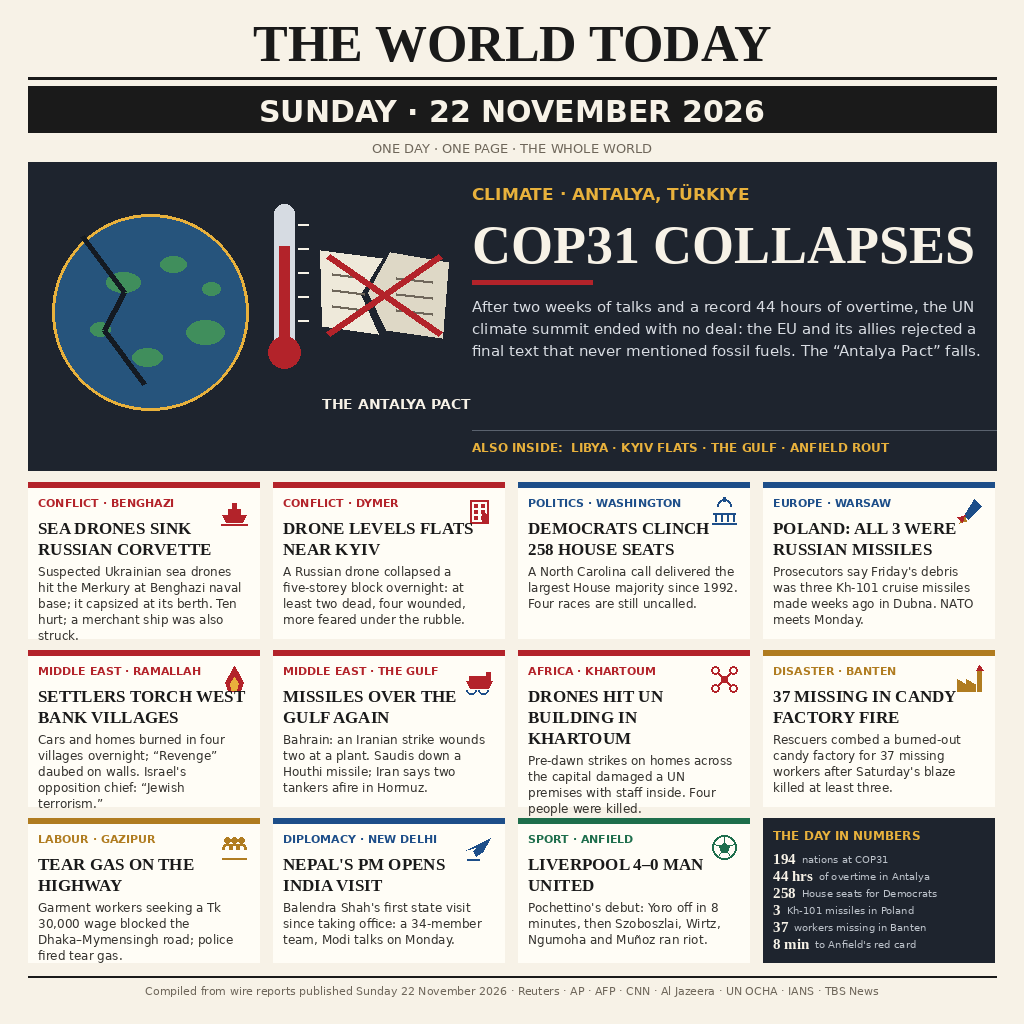 THE WORLD TODAY
SUNDAY · 22 NOVEMBER 2026
ONE DAY · ONE PAGE · THE WHOLE WORLD
THE ANTALYA PACT
CLIMATE · ANTALYA, TÜRKIYE
COP31 COLLAPSES
After two weeks of talks and a record 44 hours of overtime, the UN
climate summit ended with no deal: the EU and its allies rejected a
final text that never mentioned fossil fuels. The “Antalya Pact” falls.
ALSO INSIDE: LIBYA · KYIV FLATS · THE GULF · ANFIELD ROUT
CONFLICT · BENGHAZI
SEA DRONES SINK
RUSSIAN CORVETTE
Suspected Ukrainian sea drones
hit the Merkury at Benghazi naval
base; it capsized at its berth. Ten
hurt; a merchant ship was also
struck.
CONFLICT · DYMER
DRONE LEVELS FLATS
NEAR KYIV
A Russian drone collapsed a
five-storey block overnight: at
least two dead, four wounded,
more feared under the rubble.
POLITICS · WASHINGTON
DEMOCRATS CLINCH
258 HOUSE SEATS
A North Carolina call delivered the
largest House majority since 1992.
Four races are still uncalled.
EUROPE · WARSAW
POLAND: ALL 3 WERE
RUSSIAN MISSILES
Prosecutors say Friday's debris
was three Kh-101 cruise missiles
made weeks ago in Dubna. NATO
meets Monday.
MIDDLE EAST · RAMALLAH
SETTLERS TORCH WEST
BANK VILLAGES
Cars and homes burned in four
villages overnight; “Revenge”
daubed on walls. Israel's
opposition chief: “Jewish
terrorism.”
MIDDLE EAST · THE GULF
MISSILES OVER THE
GULF AGAIN
Bahrain: an Iranian strike wounds
two at a plant. Saudis down a
Houthi missile; Iran says two
tankers afire in Hormuz.
AFRICA · KHARTOUM
DRONES HIT UN
BUILDING IN
KHARTOUM
Pre-dawn strikes on homes across
the capital damaged a UN
premises with staff inside. Four
people were killed.
DISASTER · BANTEN
37 MISSING IN CANDY
FACTORY FIRE
Rescuers combed a burned-out
candy factory for 37 missing
workers after Saturday's blaze
killed at least three.
LABOUR · GAZIPUR
TEAR GAS ON THE
HIGHWAY
Garment workers seeking a Tk
30,000 wage blocked the
Dhaka–Mymensingh road; police
fired tear gas.
DIPLOMACY · NEW DELHI
NEPAL'S PM OPENS
INDIA VISIT
Balendra Shah's first state visit
since taking office: a 34-member
team, Modi talks on Monday.
SPORT · ANFIELD
LIVERPOOL 4–0 MAN
UNITED
Pochettino's debut: Yoro off in 8
minutes, then Szoboszlai, Wirtz,
Ngumoha and Muñoz ran riot.
THE DAY IN NUMBERS
194 nations at COP31
44 hrs of overtime in Antalya
258 House seats for Democrats
3 Kh-101 missiles in Poland
37 workers missing in Banten
8 min to Anfield's red card
Compiled from wire reports published Sunday 22 November 2026 · Reuters · AP · AFP · CNN · Al Jazeera · UN OCHA · IANS · TBS News